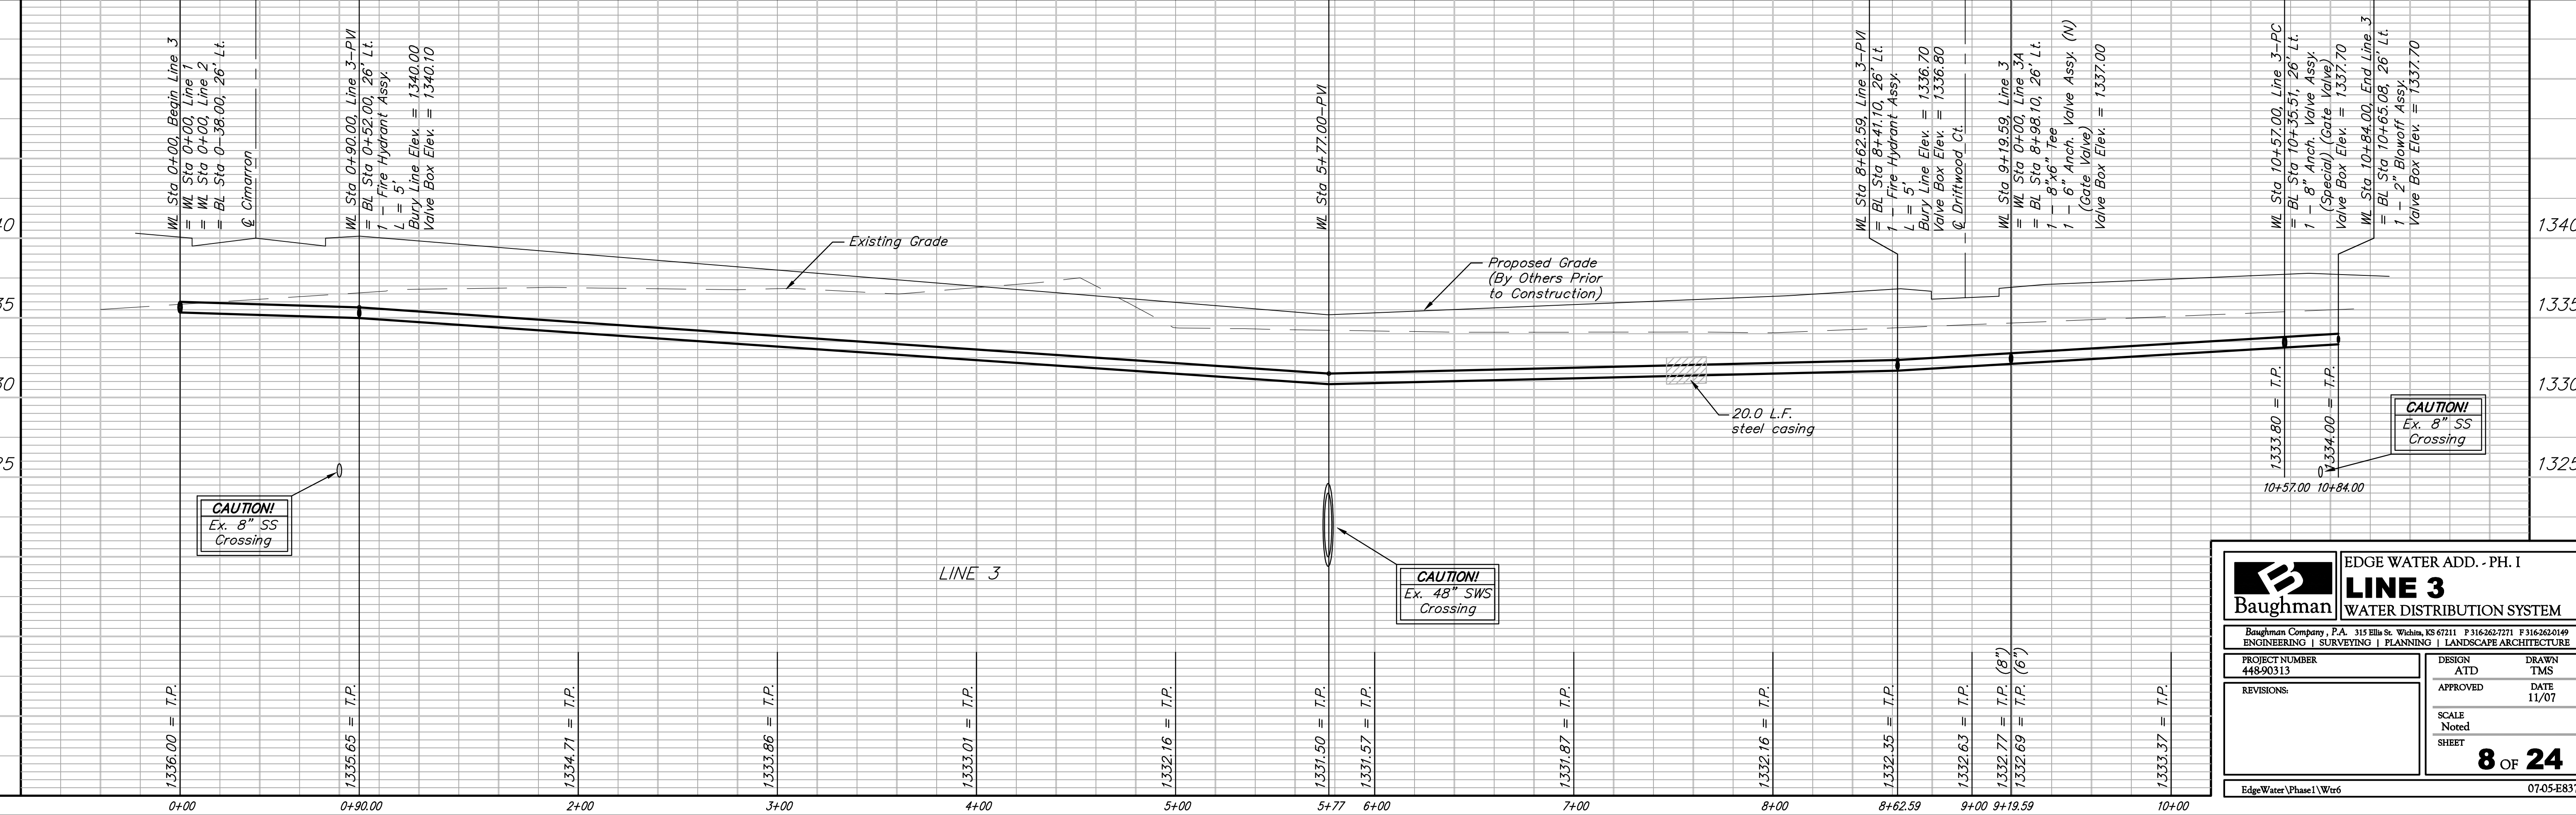 WL Sta 0+00, Begin Line 3
= WL Sta 0+00, Line 1
= WL Sta 0+00, Line 2
= BL Sta 0-38.00, 26' Lt.
℄ Cimarron
WL Sta 0+90.00, Line 3-PVI
= BL Sta 0+52.00, 26' Lt.
1 - Fire Hydrant Assy.
L = 5'
Bury Line Elev. = 1340.00
Valve Box Elev. = 1340.10
WL Sta 5+77.00-PVI
WL Sta 8+62.59, Line 3-PVI
= BL Sta 8+41.10, 26' Lt.
1 - Fire Hydrant Assy.
L = 5'
Bury Line Elev. = 1336.70
Valve Box Elev. = 1336.80
℄ Driftwood Ct.
WL Sta 9+19.59, Line 3
= WL Sta 0+00, Line 3A
= BL Sta 8+98.10, 26' Lt.
1 - 8"x6" Tee
1 - 6" Anch. Valve Assy. (N)
(Gate Valve)
Valve Box Elev. = 1337.00
WL Sta 10+57.00, Line 3-PC
= BL Sta 10+35.51, 26' Lt.
1 - 8" Anch. Valve Assy.
(Special) (Gate Valve)
Valve Box Elev. = 1337.70
WL Sta 10+84.00, End Line 3
= BL Sta 10+65.08, 26' Lt.
1 - 2" Blowoff Assy.
Valve Box Elev. = 1337.70
40
35
30
25
1340
1335
1330
1325
Existing Grade
Proposed Grade
(By Others Prior
to Construction)
20.0 L.F.
steel casing
CAUTION!
Ex. 8" SS
Crossing
CAUTION!
Ex. 48" SWS
Crossing
CAUTION!
Ex. 8" SS
Crossing
LINE 3
1333.80 = T.P.
1334.00 = T.P.
10+57.00 10+84.00
1336.00 = T.P.
1335.65 = T.P.
1334.71 = T.P.
1333.86 = T.P.
1333.01 = T.P.
1332.16 = T.P.
1331.50 = T.P.
1331.57 = T.P.
1331.87 = T.P.
1332.16 = T.P.
1332.35 = T.P.
1332.63 = T.P.
1332.77 = T.P. (8")
1332.69 = T.P. (6")
1333.37 = T.P.
0+00 0+90.00 2+00 3+00 4+00 5+00 5+77 6+00 7+00 8+00 8+62.59 9+00 9+19.59 10+00
Baughman
EDGE WATER ADD. - PH. I
LINE 3
WATER DISTRIBUTION SYSTEM
Baughman Company, P.A. 315 Ellis St. Wichita, KS 67211 P 316-262-7271 F 316-262-0149
ENGINEERING | SURVEYING | PLANNING | LANDSCAPE ARCHITECTURE
PROJECT NUMBER
448-90313
REVISIONS:
DESIGN
ATD
DRAWN
TMS
APPROVED
DATE
11/07
SCALE
Noted
SHEET
8 OF 24
EdgeWater\Phase1\Wtr6
07-05-E837